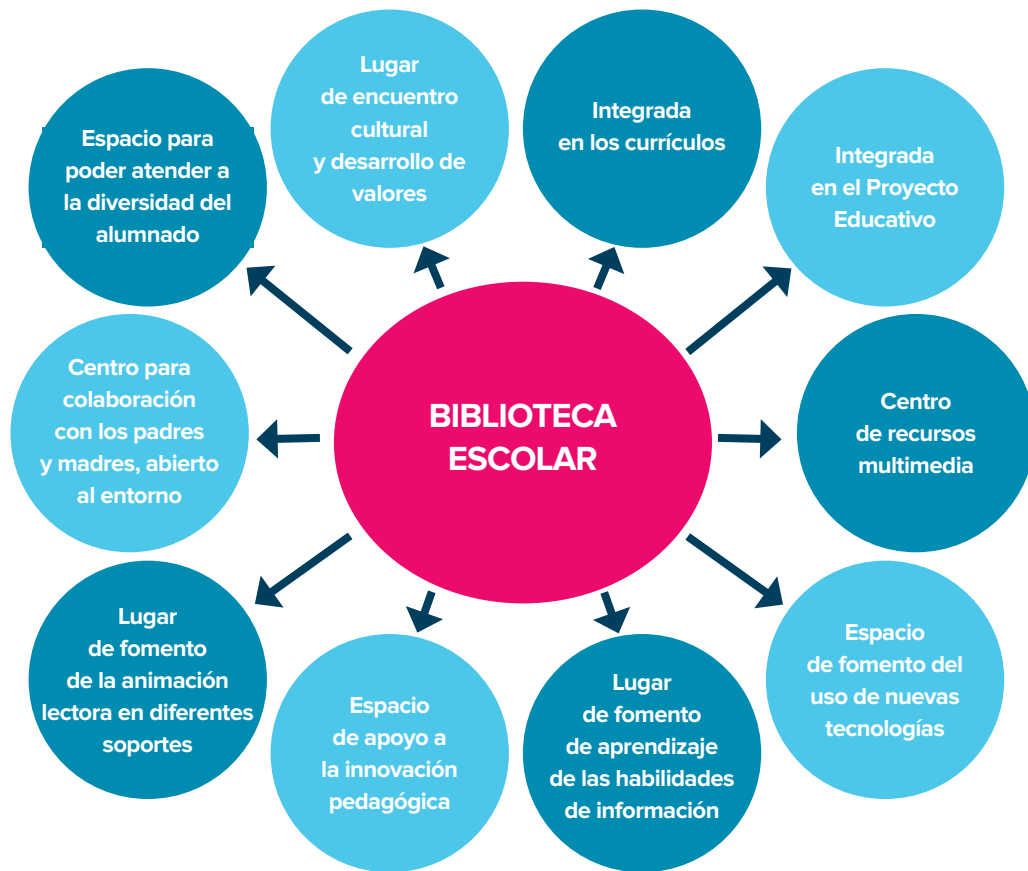 Lugar
de encuentro
cultural
y desarrollo de
valores
Integrada
en los currículos
Espacio para
poder atender a
la diversidad del
alumnado
Integrada
en el Proyecto
Educativo
Centro para
colaboración
con los padres
y madres, abierto
al entorno
BIBLIOTECA
ESCOLAR
Centro
de recursos
multimedia
Lugar
de fomento
de la animación
lectora en diferentes
soportes
Espacio
de apoyo a
la innovación
pedagógica
Lugar
de fomento
de aprendizaje
de las habilidades
de información
Espacio
de fomento del
uso de nuevas
tecnologías